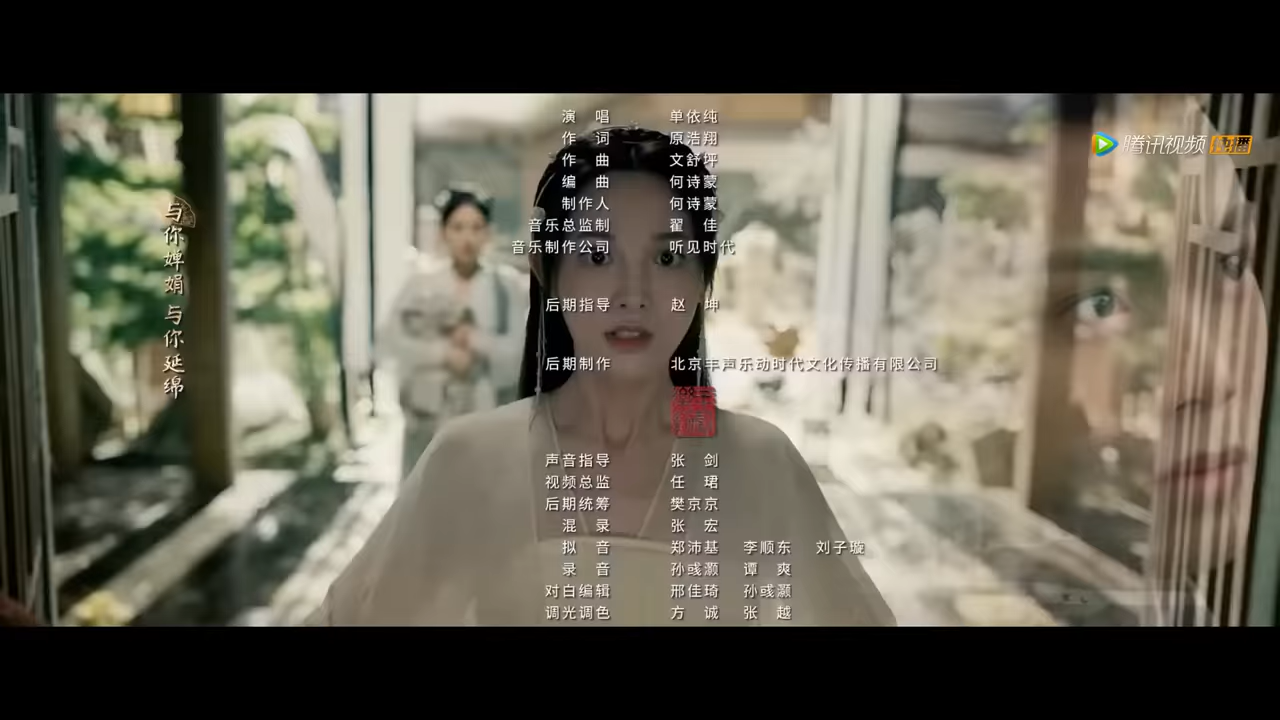 演 唱 单依纯
作 词 原浩翔
作 曲 文舒坪
编 曲 何诗蒙
制作人 何诗蒙
音乐总监制 翟 佳
音乐制作公司 听见时代
后期指导 赵 坤
后期制作 北京丰声乐动时代文化传播有限公司
声音指导 张 剑
视频总监 任 珺
后期统筹 樊京京
混 录 张 宏
拟 音 郑沛基 李顺东 刘子璇
录 音 孙彧灏 谭 爽
对白编辑 邢佳琦 孙彧灏
调光调色 方 诚 张 越
与你婵娟 与你延绵
腾讯视频 独播